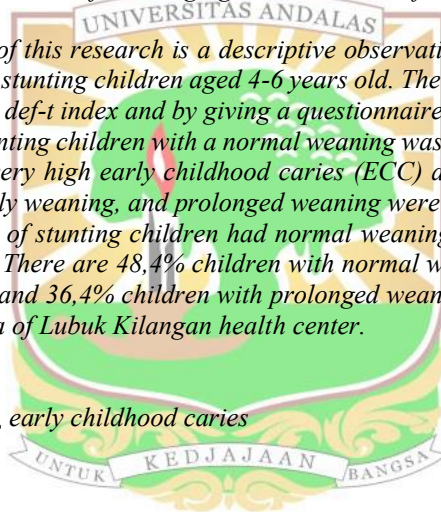 UNIVERSITAS ANDALAS
of this research is a descriptive observati
stunting children aged 4-6 years old. The
def-t index and by giving a questionnaire
nting children with a normal weaning was
ery high early childhood caries (ECC) a
ly weaning, and prolonged weaning were
of stunting children had normal weaning
There are 48,4% children with normal w
and 36,4% children with prolonged wean
a of Lubuk Kilangan health center.
, early childhood caries
UNTUK KEDJAJAAN BANGSA